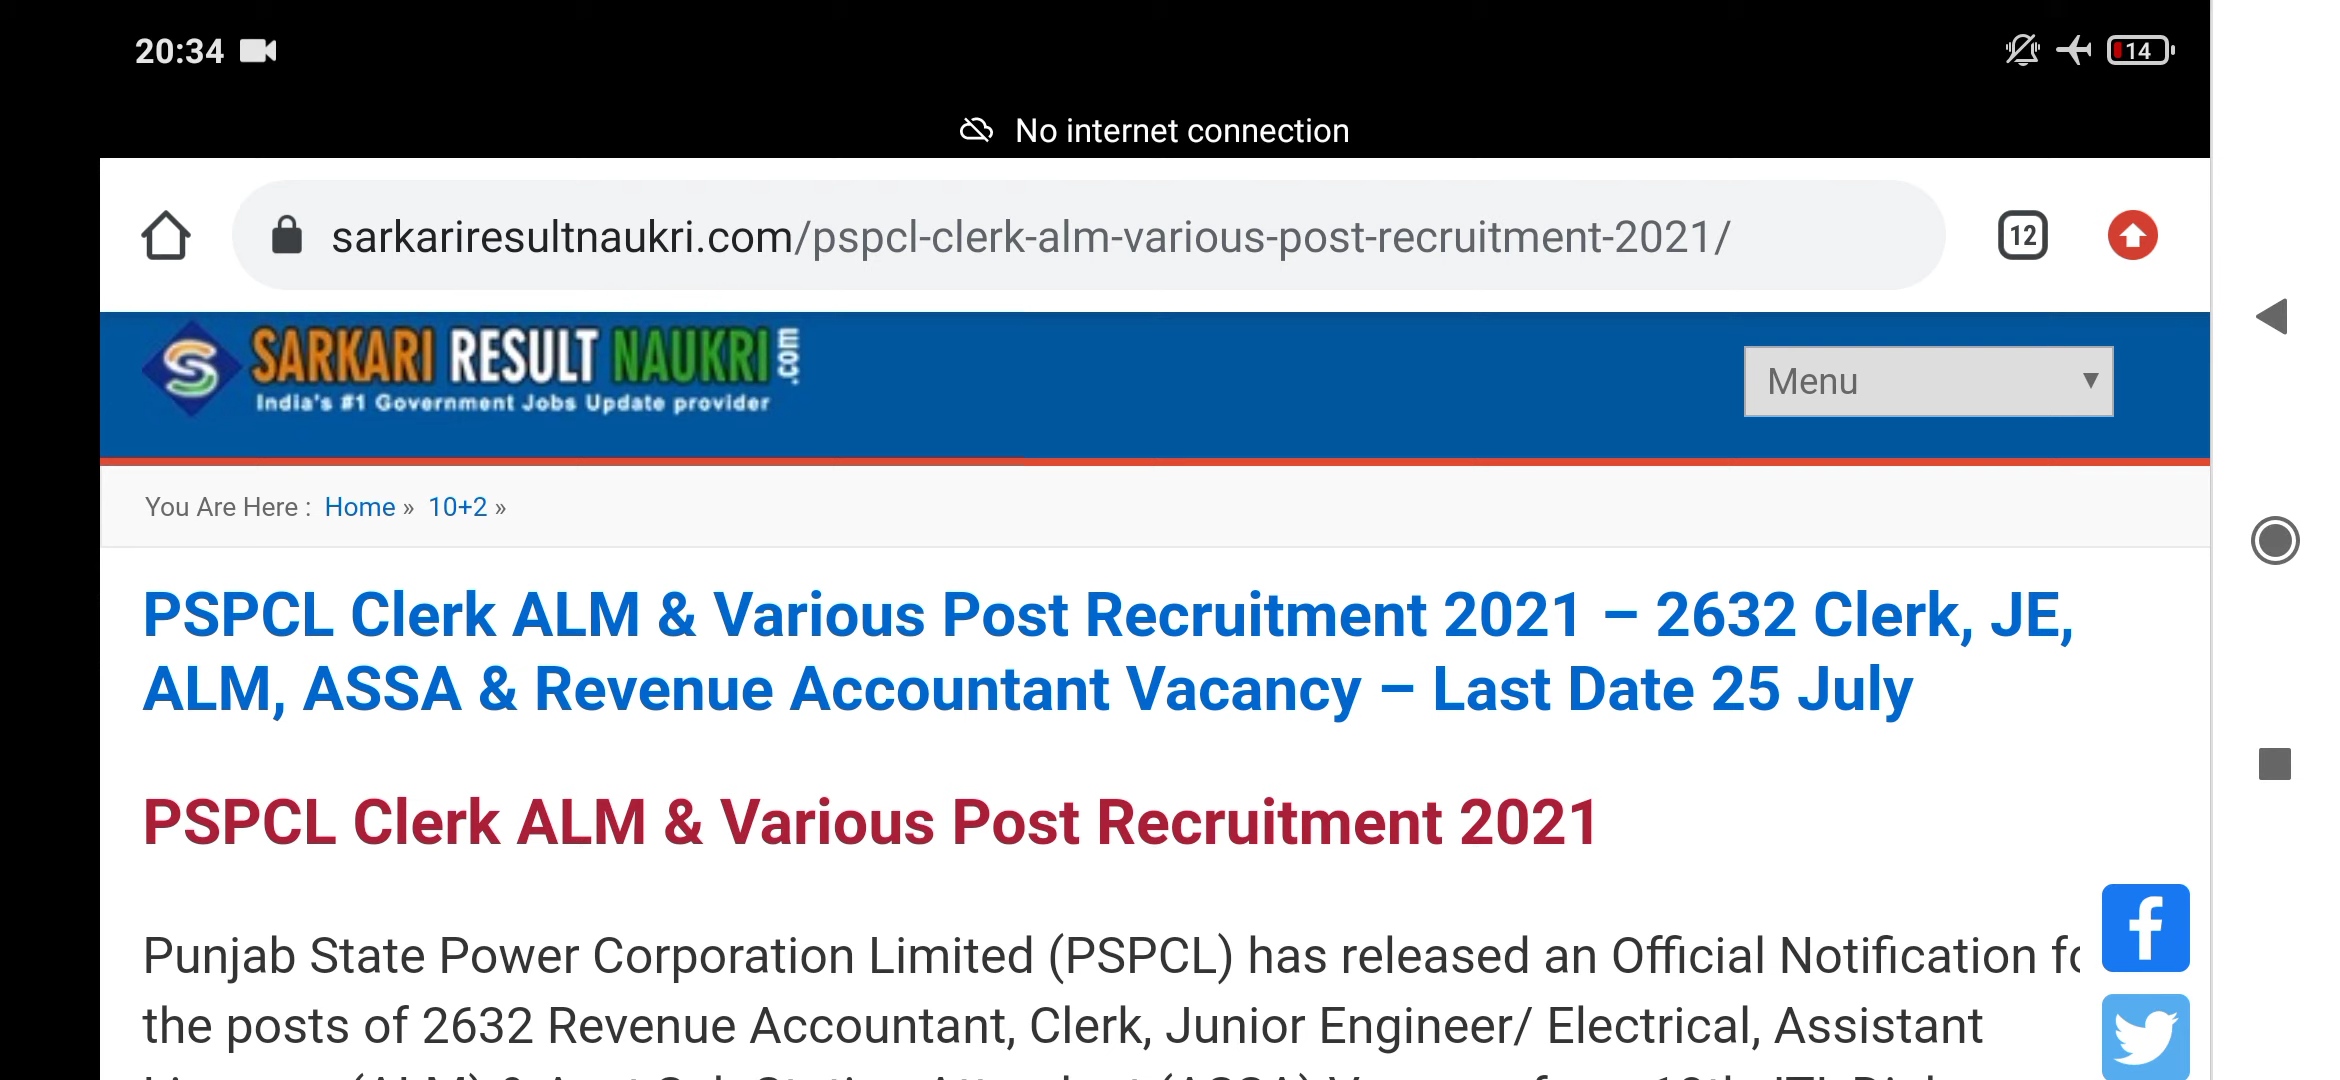 20:34
14
No internet connection
sarkariresultnaukri.com/pspcl-clerk-alm-various-post-recruitment-2021/
12
SARKARI RESULT NAUKRI .com
India's #1 Government Jobs Update provider
Menu
You Are Here : Home » 10+2 »
PSPCL Clerk ALM & Various Post Recruitment 2021 – 2632 Clerk, JE,
ALM, ASSA & Revenue Accountant Vacancy – Last Date 25 July
PSPCL Clerk ALM & Various Post Recruitment 2021
Punjab State Power Corporation Limited (PSPCL) has released an Official Notification
the posts of 2632 Revenue Accountant, Clerk, Junior Engineer/ Electrical, Assistant